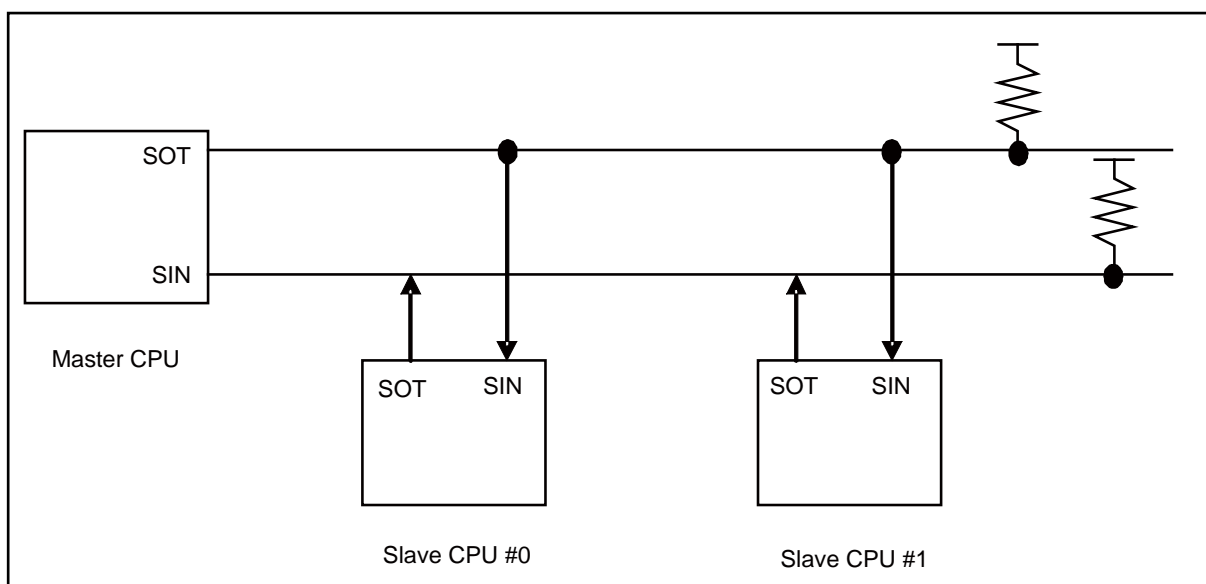 SOT
SIN
Master CPU
SOT SIN
SOT SIN
Slave CPU #0
Slave CPU #1